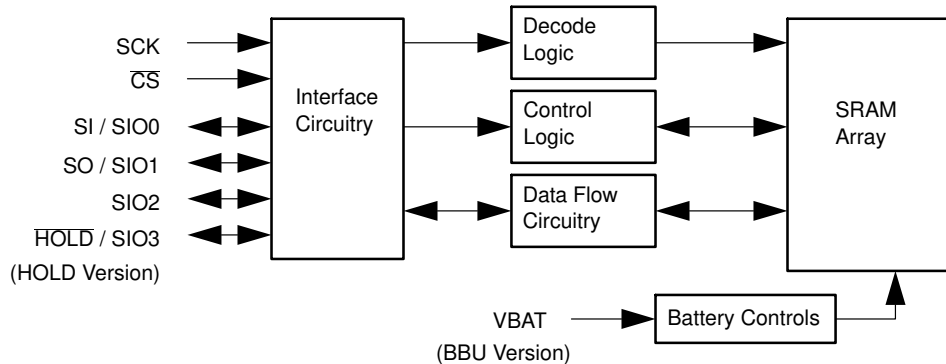 SCK
CS
SI / SIO0
SO / SIO1
SIO2
HOLD / SIO3
(HOLD Version)
Interface
Circuitry
Decode
Logic
Control
Logic
Data Flow
Circuitry
SRAM
Array
VBAT
(BBU Version)
Battery Controls